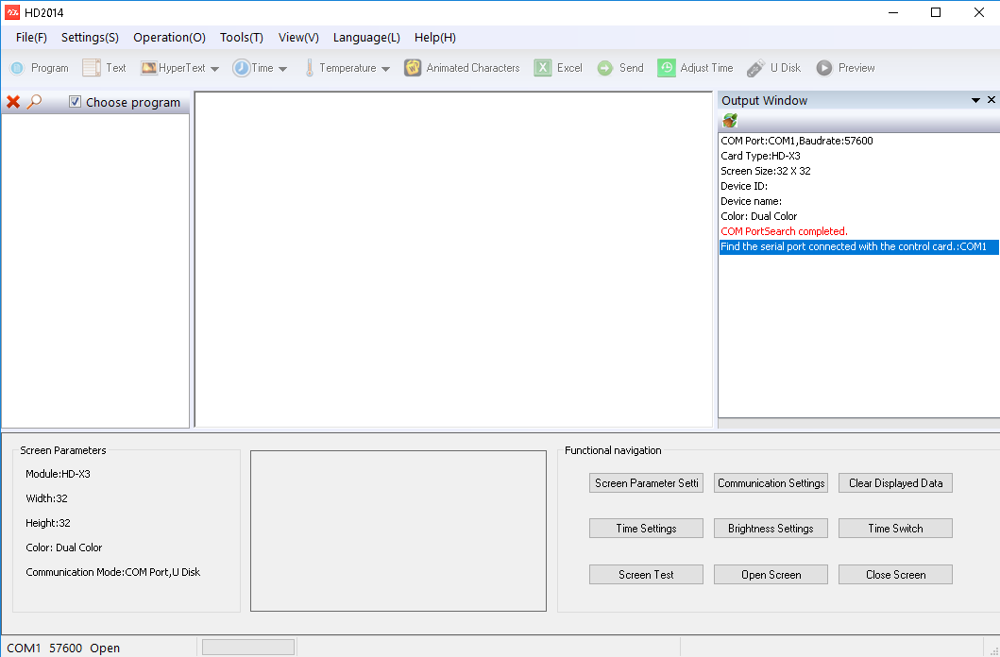 HD2014
File(F) Settings(S) Operation(O) Tools(T) View(V) Language(L) Help(H)
Program Text HyperText Time Temperature Animated Characters Excel Send Adjust Time U Disk Preview
Choose program
Output Window
COM Port:COM1,Baudrate:57600
Card Type:HD-X3
Screen Size:32 X 32
Device ID:
Device name:
Color: Dual Color
COM PortSearch completed.
Find the serial port connected with the control card.:COM1
Screen Parameters
Module:HD-X3
Width:32
Height:32
Color: Dual Color
Communication Mode:COM Port,U Disk
Functional navigation
Screen Parameter Setti Communication Settings Clear Displayed Data
Time Settings Brightness Settings Time Switch
Screen Test Open Screen Close Screen
COM1 57600 Open